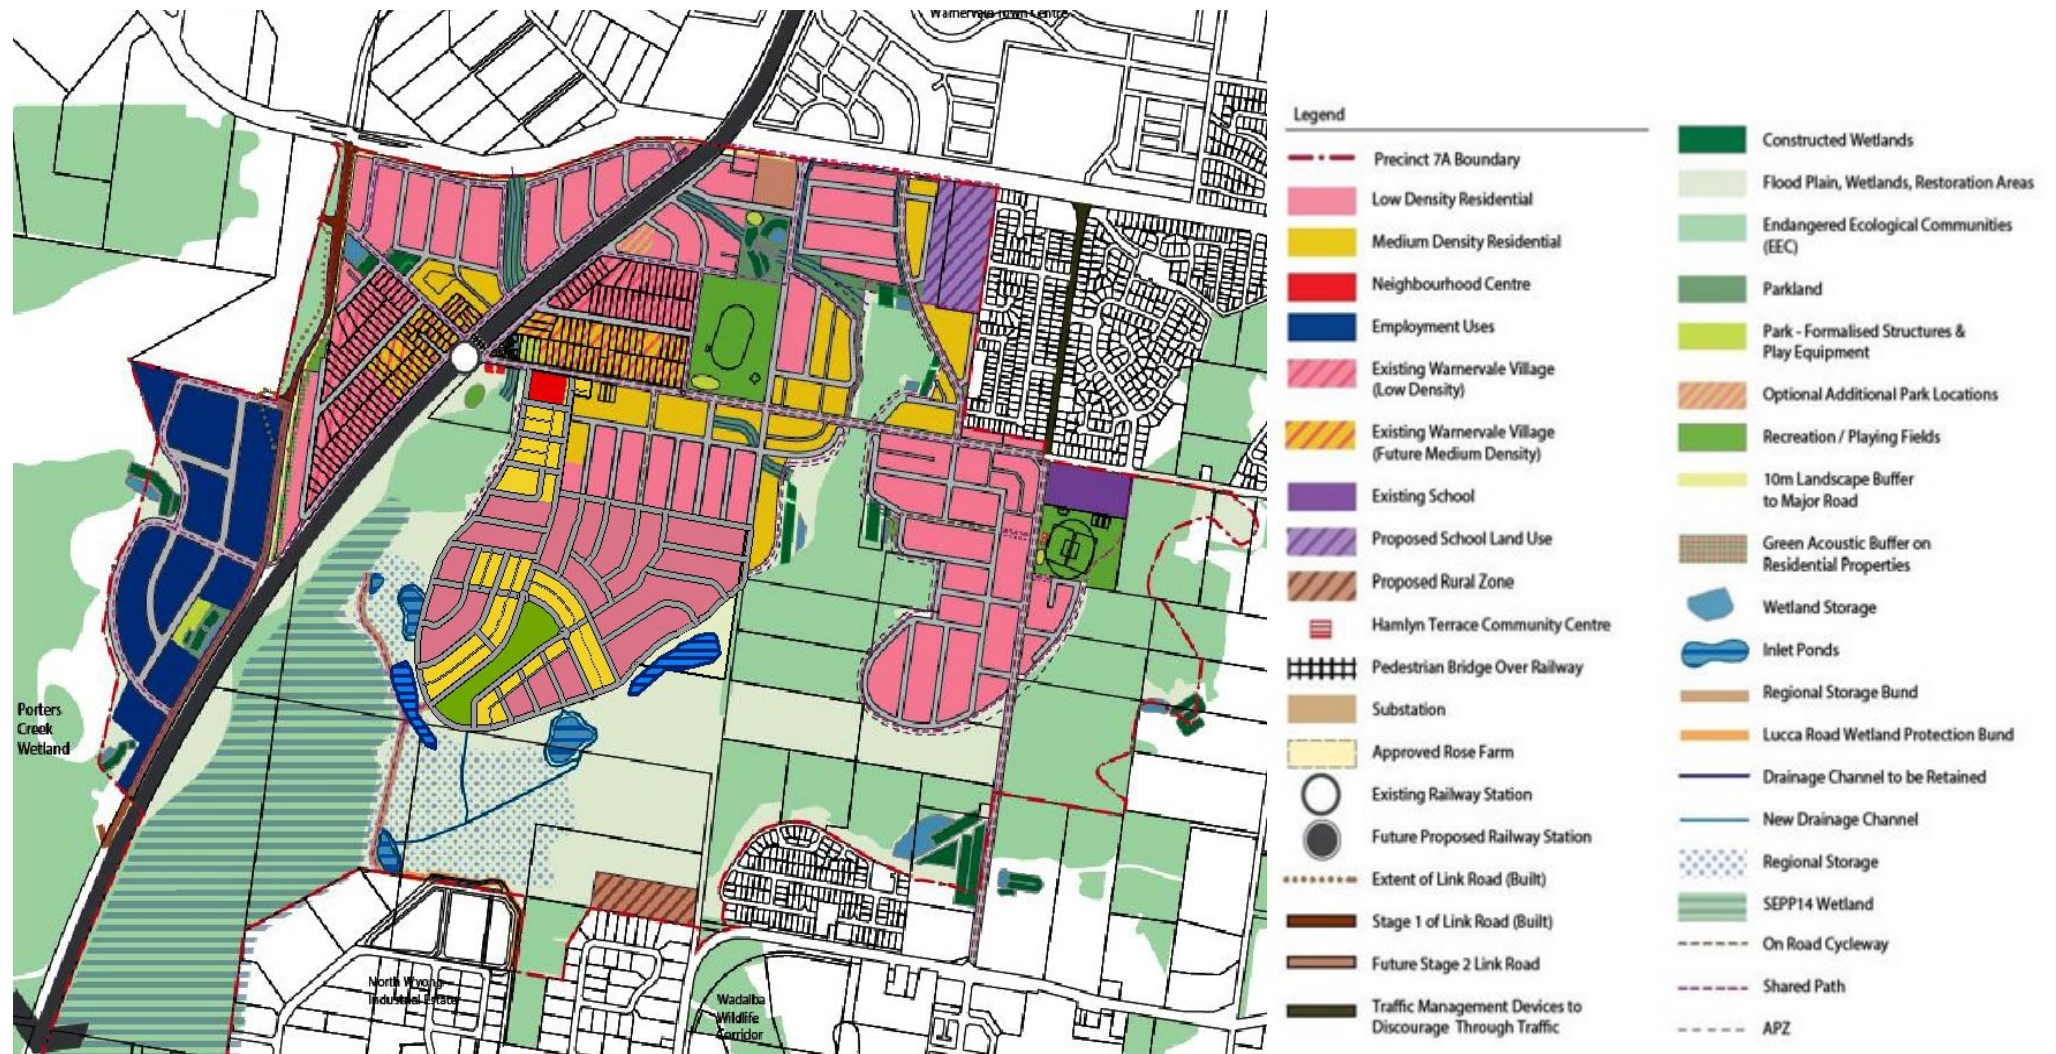 Warnervale Town Centre
Porters
Creek
Wetland
North Wyong
Industrial Estate
Wadalba
Wildlife
Corridor
Legend
Precinct 7A Boundary
Low Density Residential
Medium Density Residential
Neighbourhood Centre
Employment Uses
Existing Warnervale Village
(Low Density)
Existing Warnervale Village
(Future Medium Density)
Existing School
Proposed School Land Use
Proposed Rural Zone
Hamlyn Terrace Community Centre
Pedestrian Bridge Over Railway
Substation
Approved Rose Farm
Existing Railway Station
Future Proposed Railway Station
Extent of Link Road (Built)
Stage 1 of Link Road (Built)
Future Stage 2 Link Road
Traffic Management Devices to
Discourage Through Traffic
Constructed Wetlands
Flood Plain, Wetlands, Restoration Areas
Endangered Ecological Communities
(EEC)
Parkland
Park - Formalised Structures &
Play Equipment
Optional Additional Park Locations
Recreation / Playing Fields
10m Landscape Buffer
to Major Road
Green Acoustic Buffer on
Residential Properties
Wetland Storage
Inlet Ponds
Regional Storage Bund
Lucca Road Wetland Protection Bund
Drainage Channel to be Retained
New Drainage Channel
Regional Storage
SEPP14 Wetland
On Road Cycleway
Shared Path
APZ